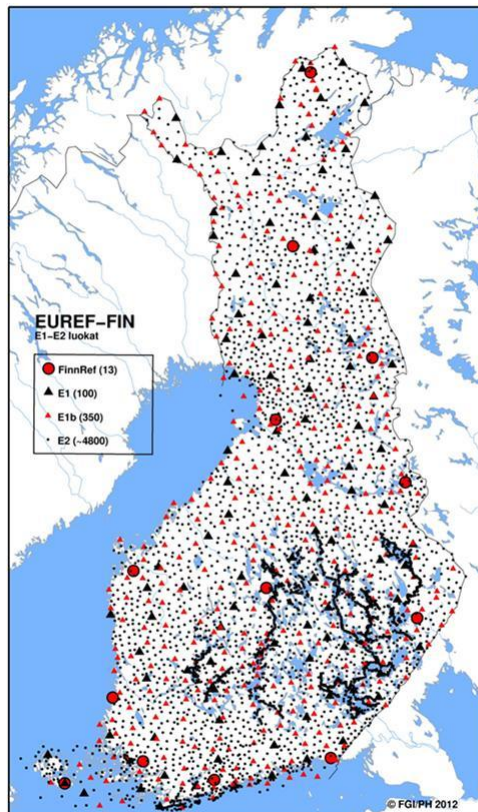 EUREF-FIN
E1-E2 luokat
FinnRef (13)
E1 (100)
E1b (350)
E2 (~4800)
© FGI/PH 2012